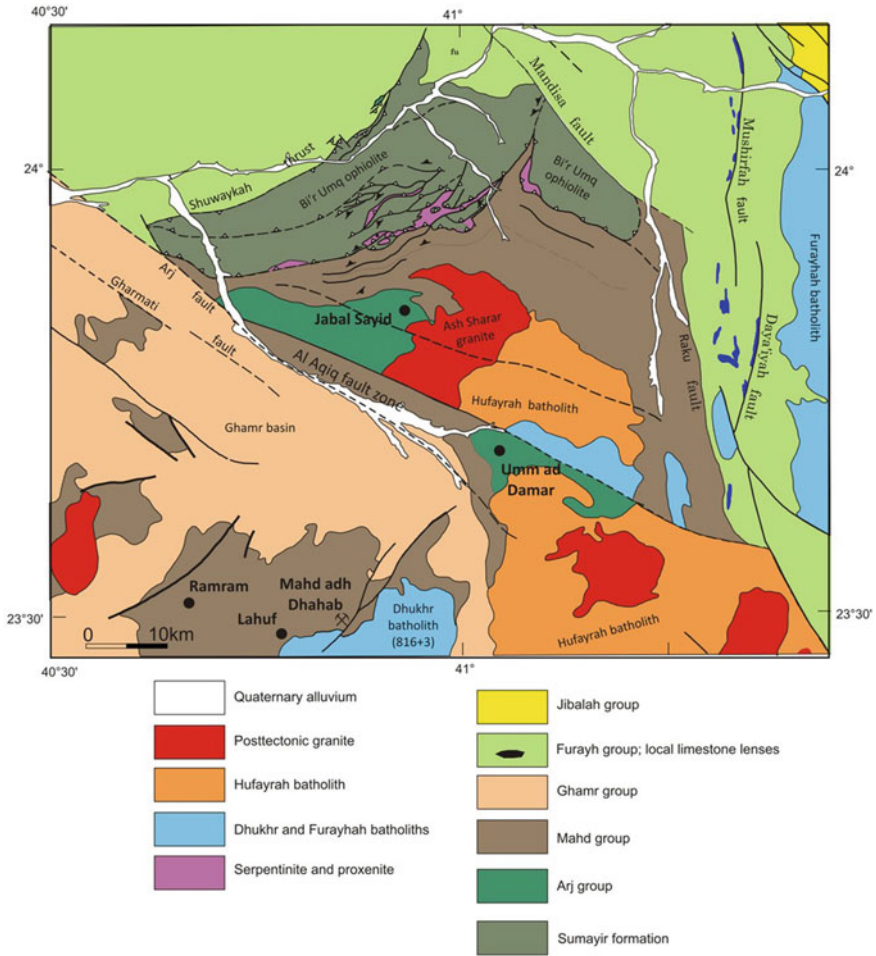 40°30'
41°
fu
Mandisa
fault
24°
24°
Shuwaykah
thrust
Bi'r Umq ophiolite
Bi'r Umq
ophiolite
Mushirfah fault
Furayhah batholith
Arj
fault
Gharmati
fault
Jabal Sayid
Ash Sharar
granite
Raku
fault
Daya'iyah
fault
Al Aqiq fault zone
Hufayrah batholith
Ghamr basin
Umm ad
Damar
Ramram
Mahd adh
Dhahab
Lahuf
Dhukhr
batholith
(816+3)
Hufayrah batholith
23°30'
23°30'
0 10km
40°30'
41°
Quaternary alluvium
Posttectonic granite
Hufayrah batholith
Dhukhr and Furayhah batholiths
Serpentinite and proxenite
Jibalah group
Furayh group; local limestone lenses
Ghamr group
Mahd group
Arj group
Sumayir formation